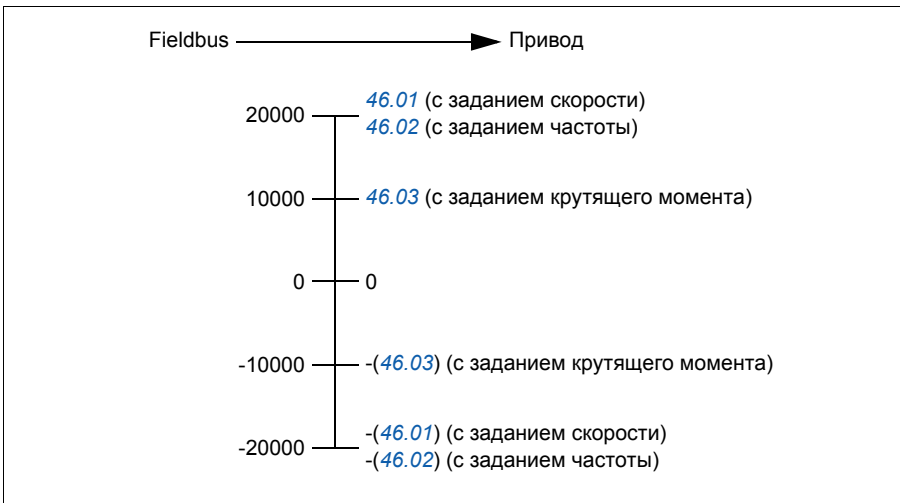 Fieldbus Привод
46.01 (с заданием скорости)
20000
46.02 (с заданием частоты)
10000 46.03 (с заданием крутящего момента)
0 0
-10000 -(46.03) (с заданием крутящего момента)
-(46.01) (с заданием скорости)
-20000
-(46.02) (с заданием частоты)